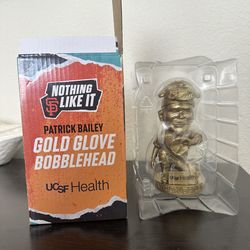 NOTHING
SF
LIKE IT
PATRICK BAILEY
GOLD GLOVE
BOBBLEHEAD
UCSF Health